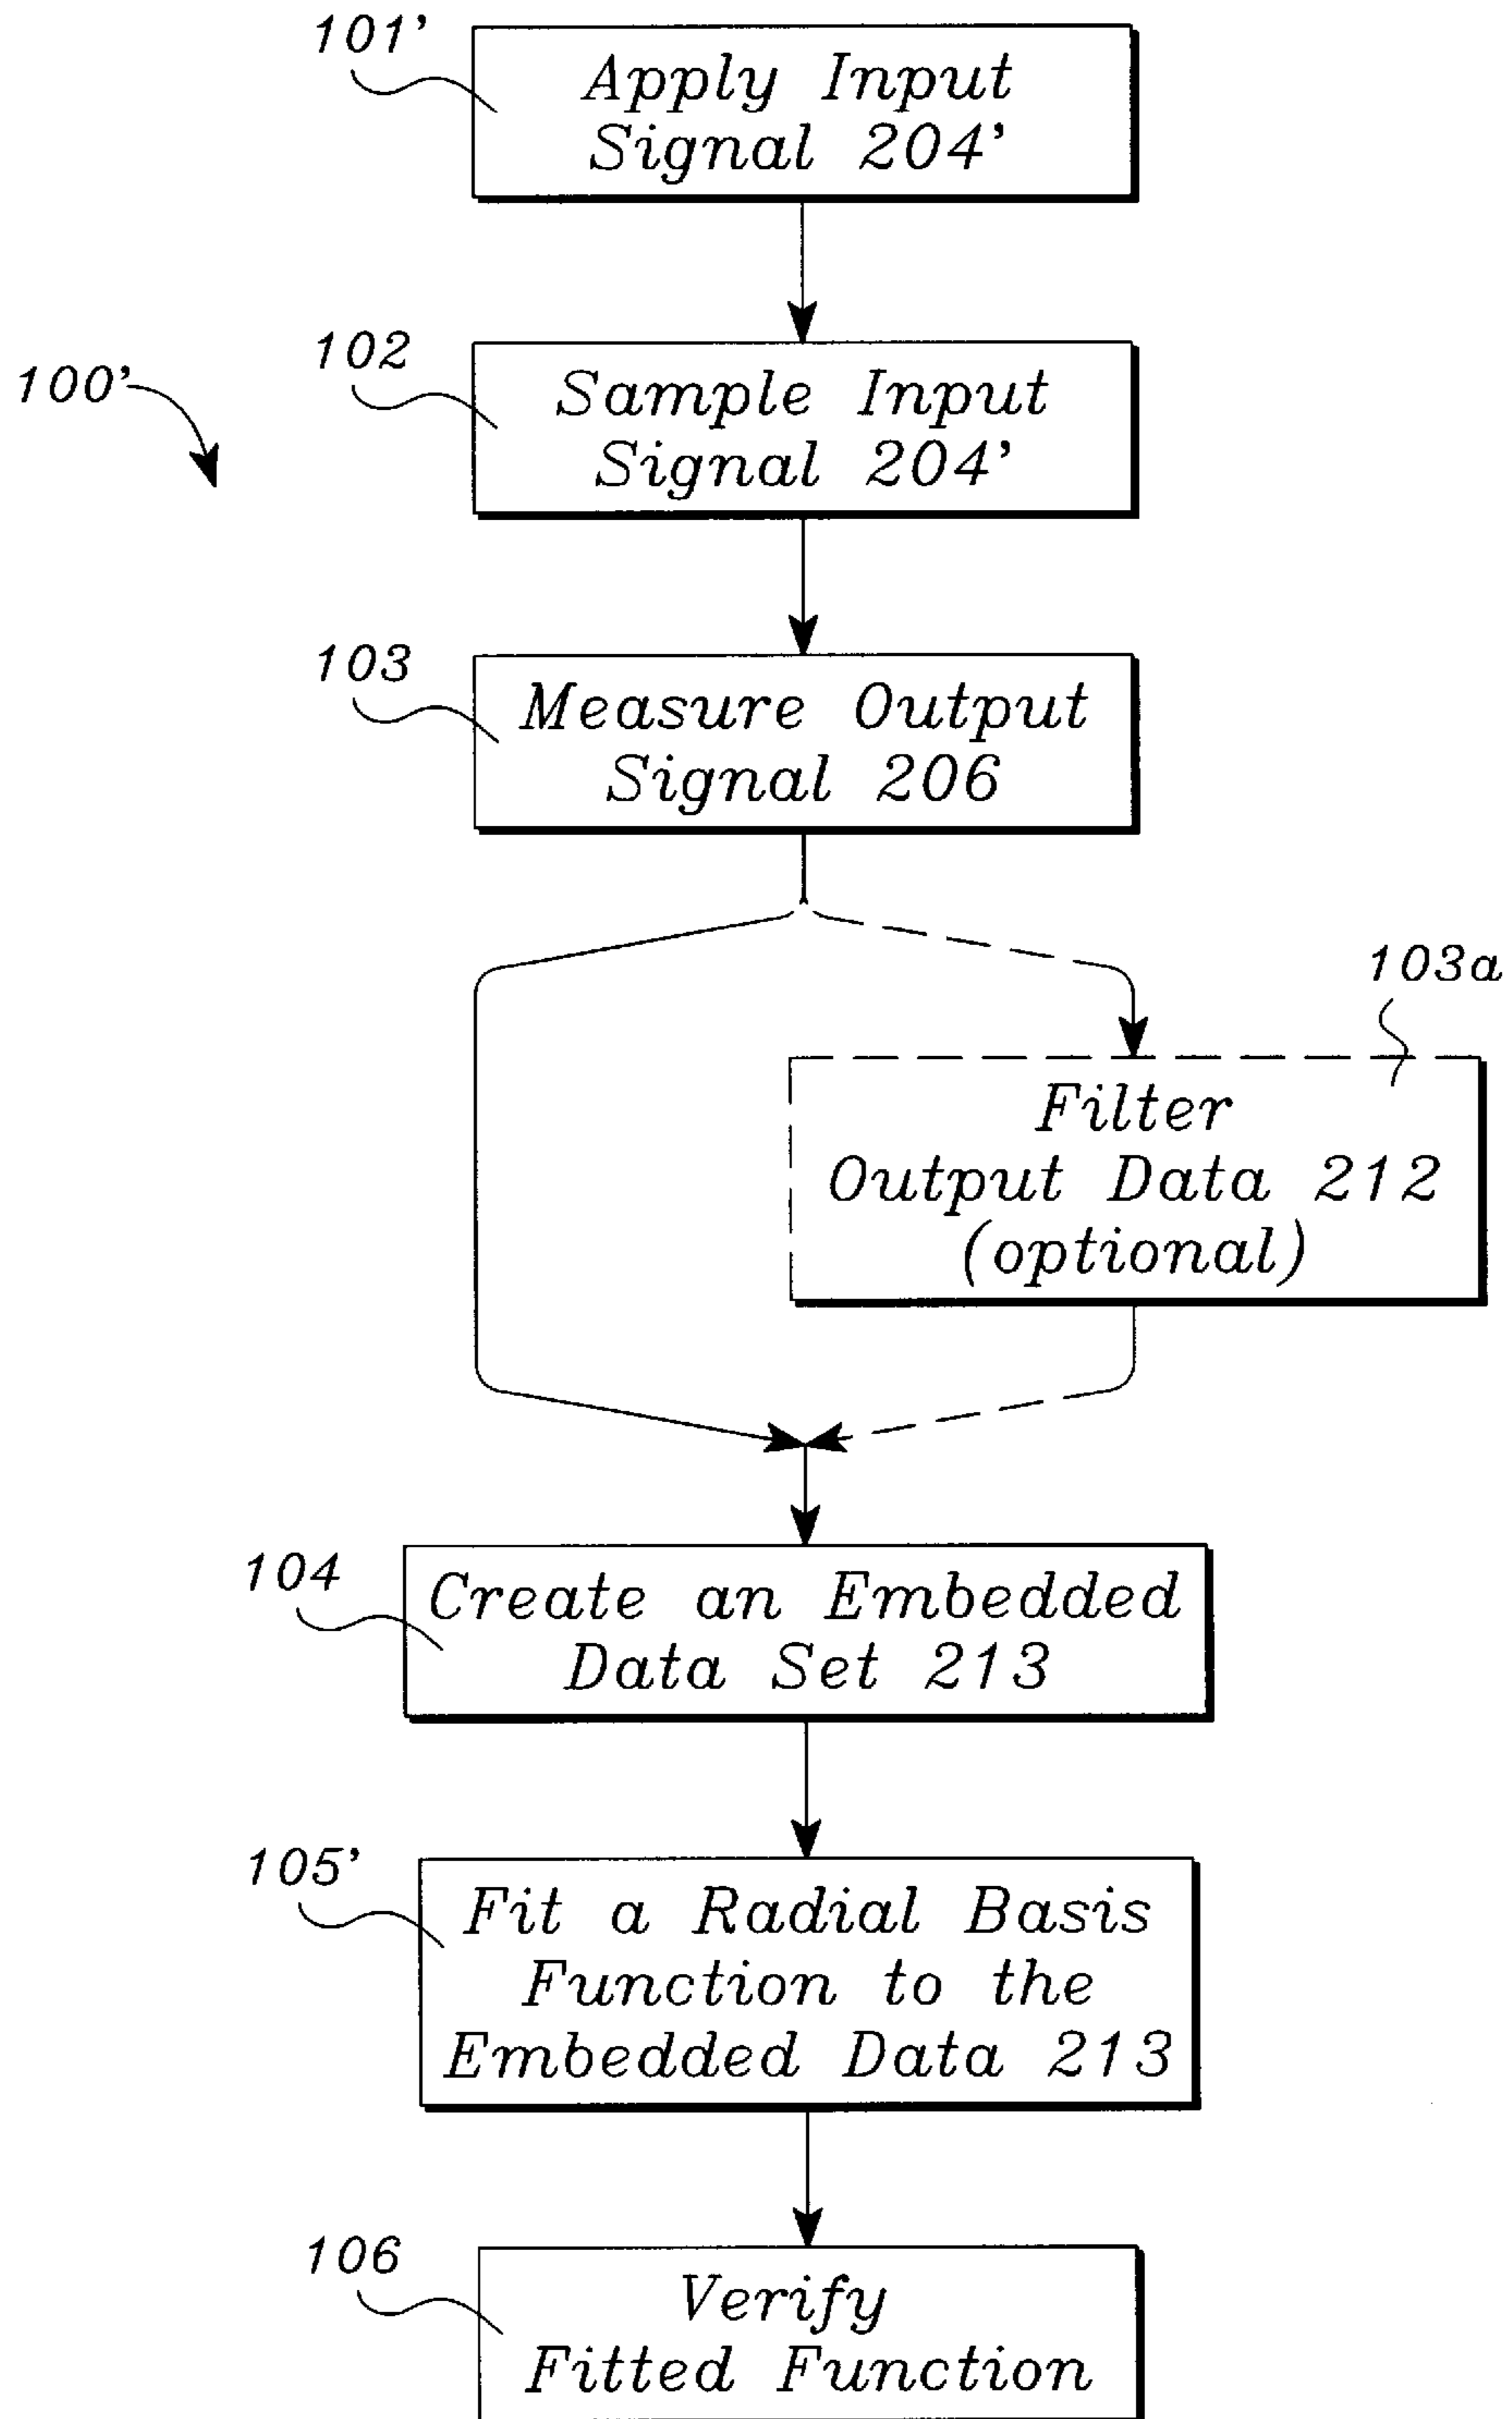 101'
Apply Input
Signal 204'
100'
102
Sample Input
Signal 204'
103
Measure Output
Signal 206
103a
Filter
Output Data 212
(optional)
104
Create an Embedded
Data Set 213
105'
Fit a Radial Basis
Function to the
Embedded Data 213
106
Verify
Fitted Function